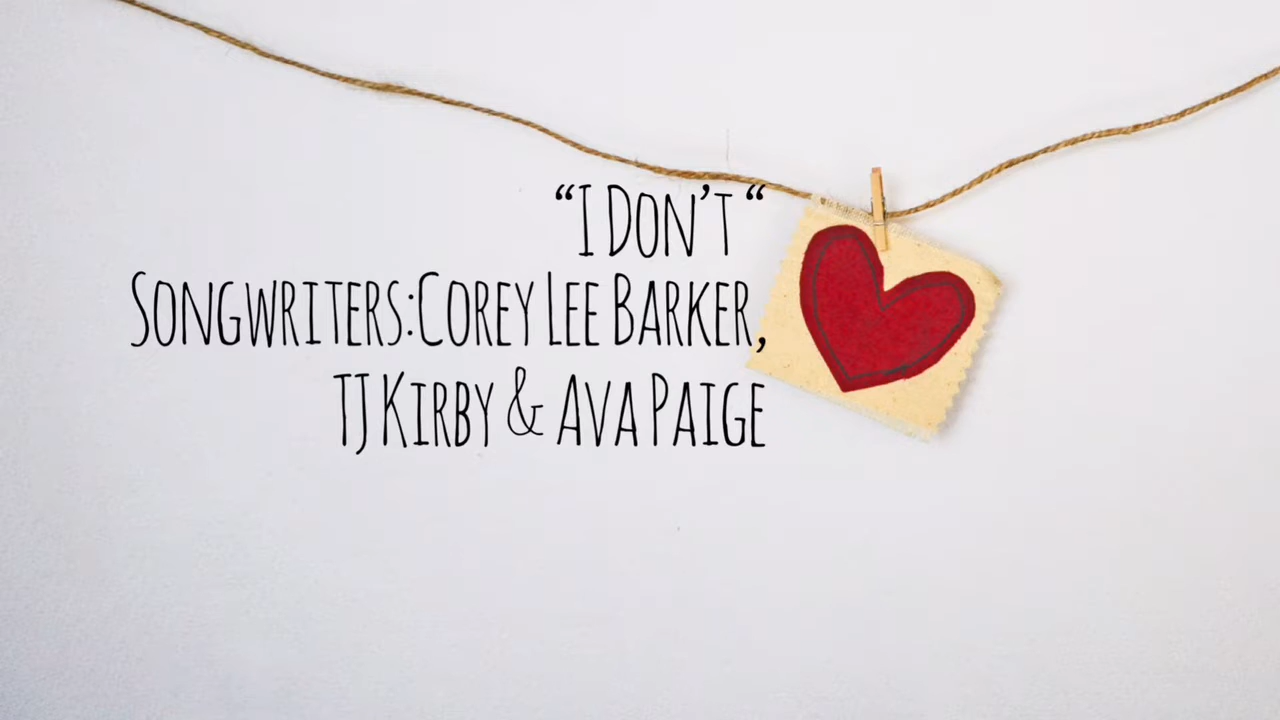 “I Don’t “
Songwriters:Corey Lee Barker,
TJ Kirby & Ava Paige